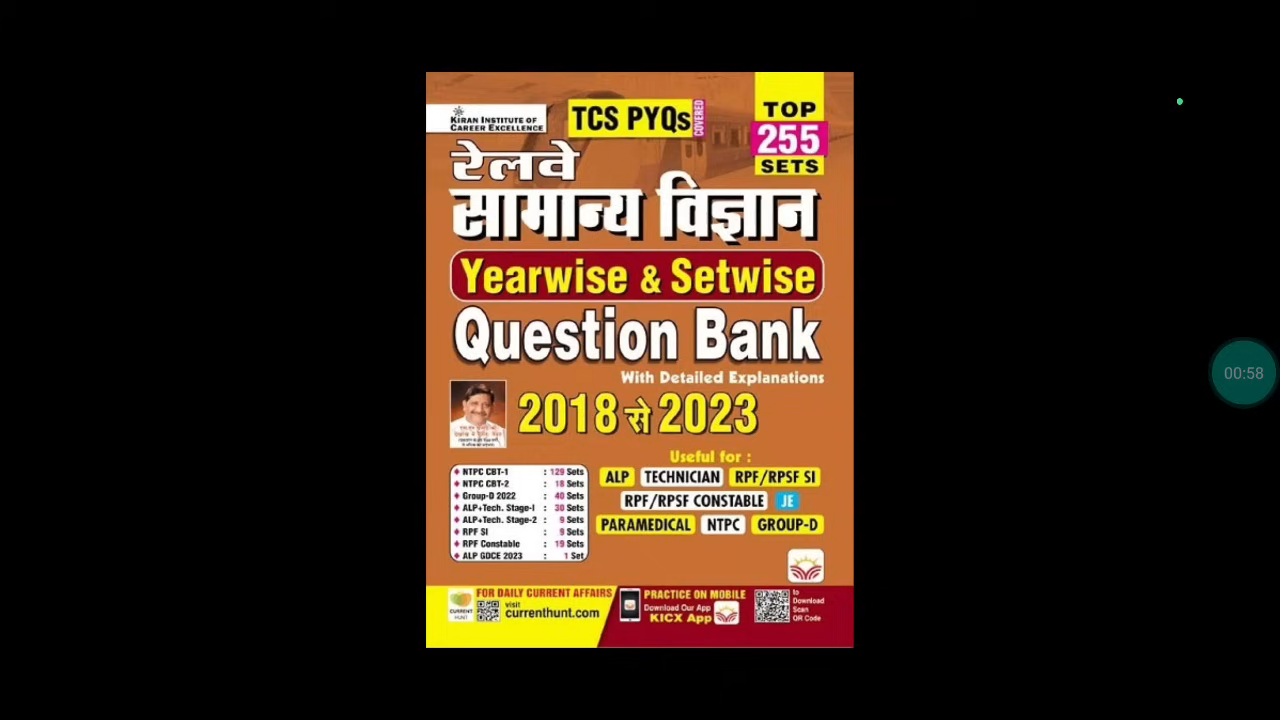 KIRAN INSTITUTE OF
CAREER EXCELLENCE
TCS PYQs
COVERED
TOP
255
SETS
रेलवे
सामान्य विज्ञान
Yearwise & Setwise
Question Bank
With Detailed Explanations
2018 से 2023
NTPC CBT-1 : 129 Sets
NTPC CBT-2 : 18 Sets
Group-D 2022 : 40 Sets
ALP+Tech. Stage-I : 30 Sets
ALP+Tech. Stage-2 : 9 Sets
RPF SI : 9 Sets
RPF Constable : 19 Sets
ALP GDCE 2023 : 1 Set
Useful for :
ALP TECHNICIAN RPF/RPSF SI
RPF/RPSF CONSTABLE JE
PARAMEDICAL NTPC GROUP-D
FOR DAILY CURRENT AFFAIRS
visit
currenthunt.com
CURRENT
HUNT
PRACTICE ON MOBILE
Download Our App
KICX App
to
Download
Scan
QR Code
00:58